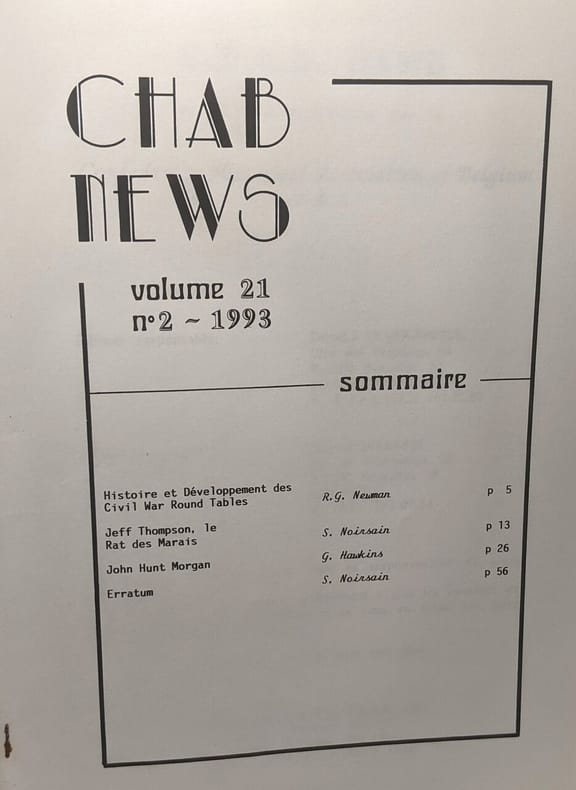 CHAB
NEWS
volume 21
n°2 ~ 1993
sommaire
Histoire et Développement des
Civil War Round Tables
R.G. Newman
p 5
Jeff Thompson, le
Rat des Marais
S. Noirsain
p 13
John Hunt Morgan
G. Hawkins
p 26
Erratum
S. Noirsain
p 56